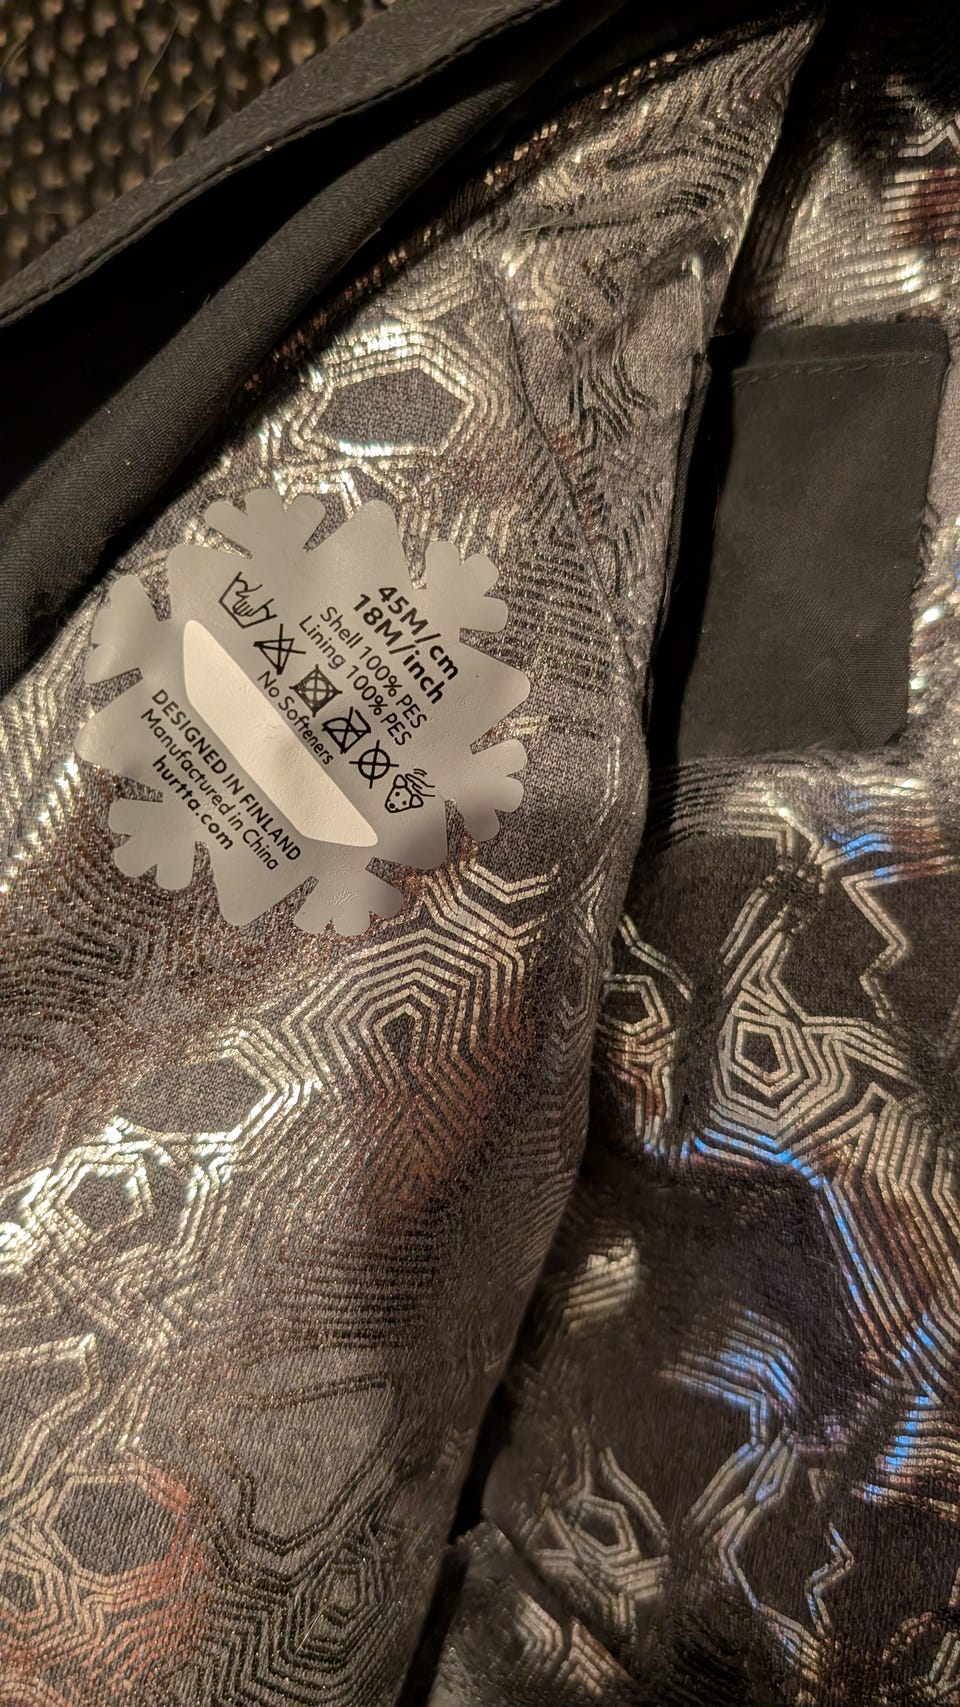 45M/cm
18M/inch
Shell 100% PES
Lining 100% PES
No Softeners
DESIGNED IN FINLAND
Manufactured in China
hurtta.com